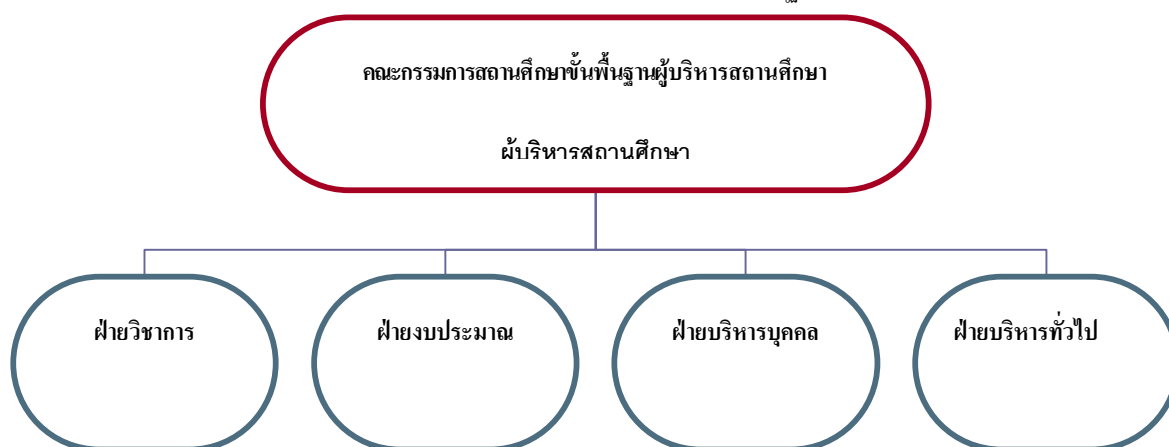 คณะกรรมการสถานศึกษาขั้นพื้นฐานผู้บริหารสถานศึกษา
ผู้บริหารสถานศึกษา
ฝ่ายวิชาการ ฝ่ายงบประมาณ ฝ่ายบริหารบุคคล ฝ่ายบริหารทั่วไป